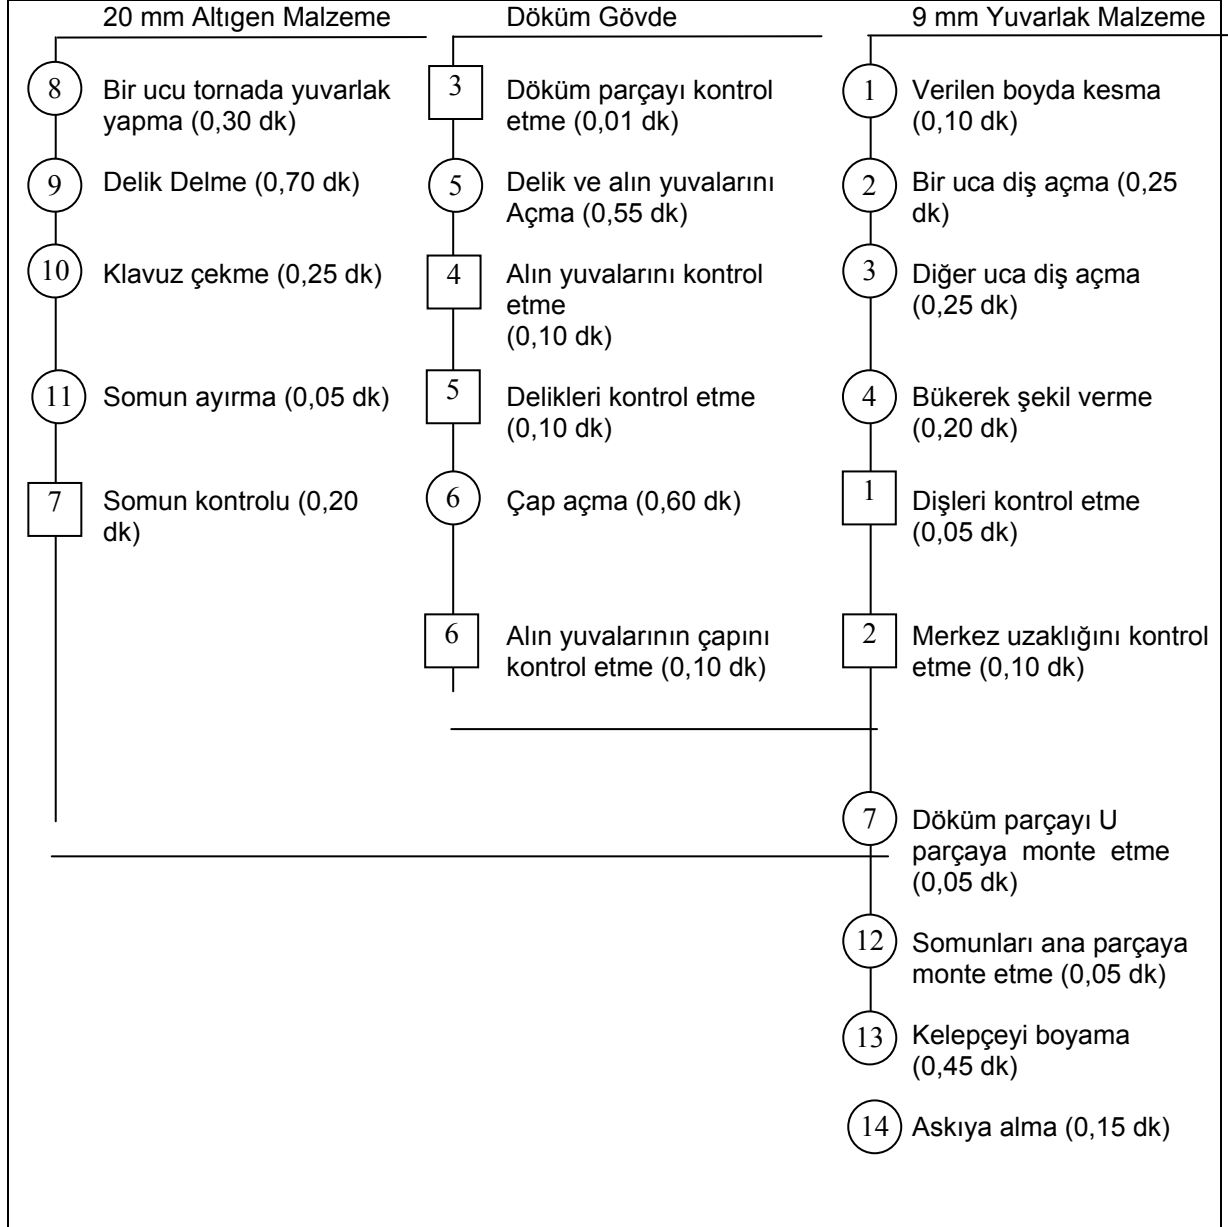 20 mm Altıgen Malzeme
8
Bir ucu tornada yuvarlak
yapma (0,30 dk)
9
Delik Delme (0,70 dk)
10
Klavuz çekme (0,25 dk)
11
Somun ayırma (0,05 dk)
7
Somun kontrolu (0,20
dk)
Döküm Gövde
3
Döküm parçayı kontrol
etme (0,01 dk)
5
Delik ve alın yuvalarını
Açma (0,55 dk)
4
Alın yuvalarını kontrol
etme
(0,10 dk)
5
Delikleri kontrol etme
(0,10 dk)
6
Çap açma (0,60 dk)
6
Alın yuvalarının çapını
kontrol etme (0,10 dk)
9 mm Yuvarlak Malzeme
1
Verilen boyda kesma
(0,10 dk)
2
Bir uca diş açma (0,25
dk)
3
Diğer uca diş açma
(0,25 dk)
4
Bükerek şekil verme
(0,20 dk)
1
Dişleri kontrol etme
(0,05 dk)
2
Merkez uzaklığını kontrol
etme (0,10 dk)
7
Döküm parçayı U
parçaya monte etme
(0,05 dk)
12
Somunları ana parçaya
monte etme (0,05 dk)
13
Kelepçeyi boyama
(0,45 dk)
14
Askıya alma (0,15 dk)